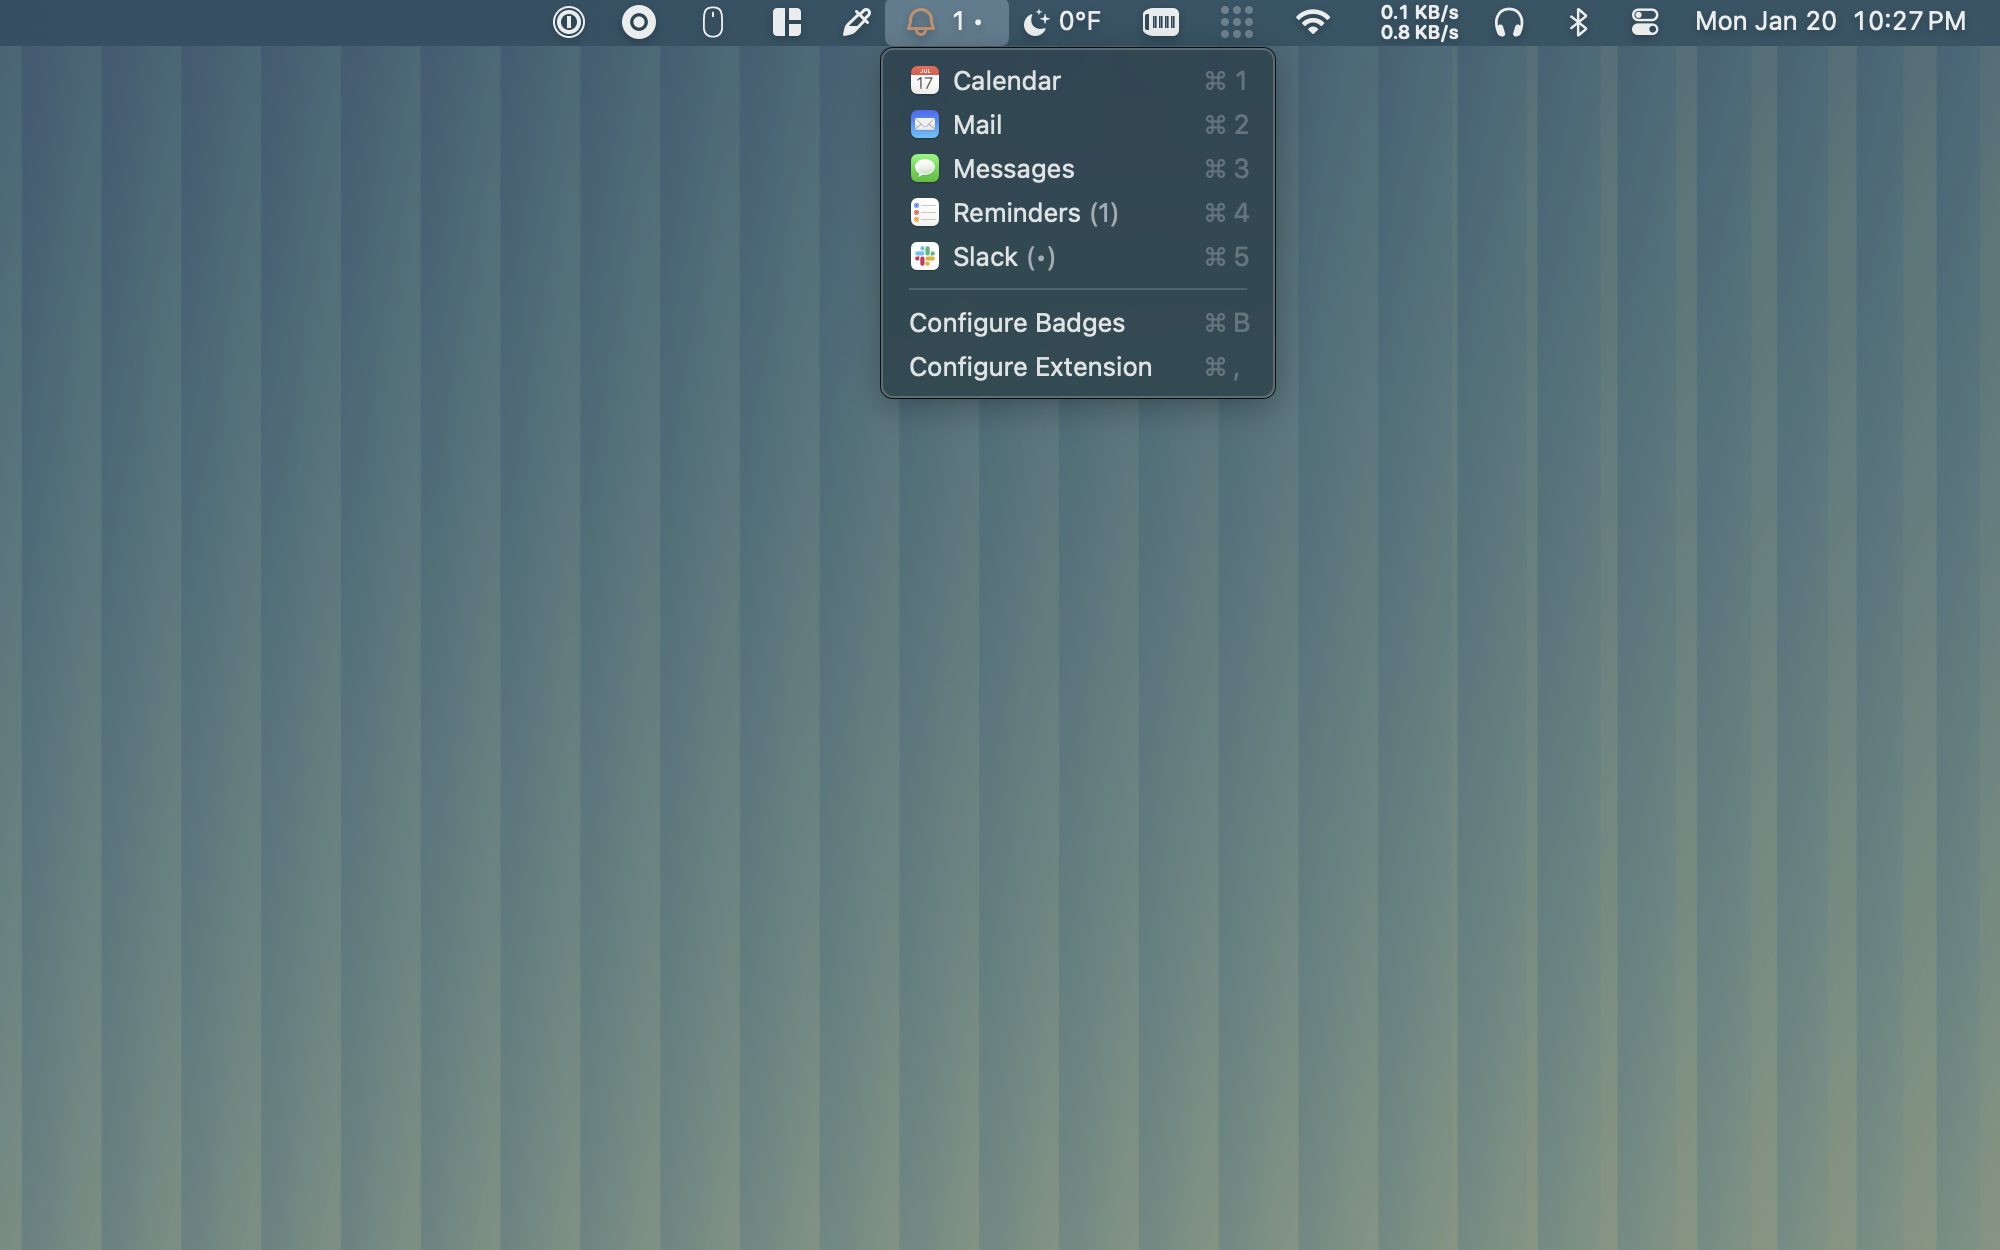 1 • 0°F 0.1 KB/s Mon Jan 20 10:27 PM
0.8 KB/s
JUL
17
Calendar ⌘ 1
Mail ⌘ 2
Messages ⌘ 3
Reminders (1) ⌘ 4
Slack (•) ⌘ 5
Configure Badges ⌘ B
Configure Extension ⌘ ,